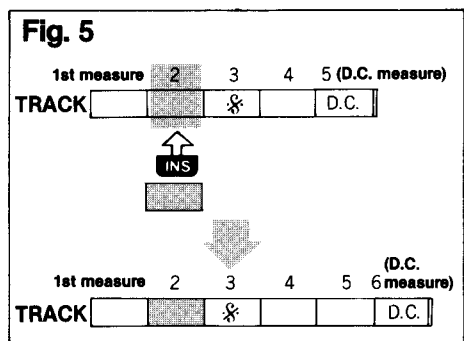 Fig. 5
1st measure 2 3 4 5 (D.C. measure)
TRACK D.C.
INS
(D.C.
1st measure 2 3 4 5 6 measure)
TRACK D.C.